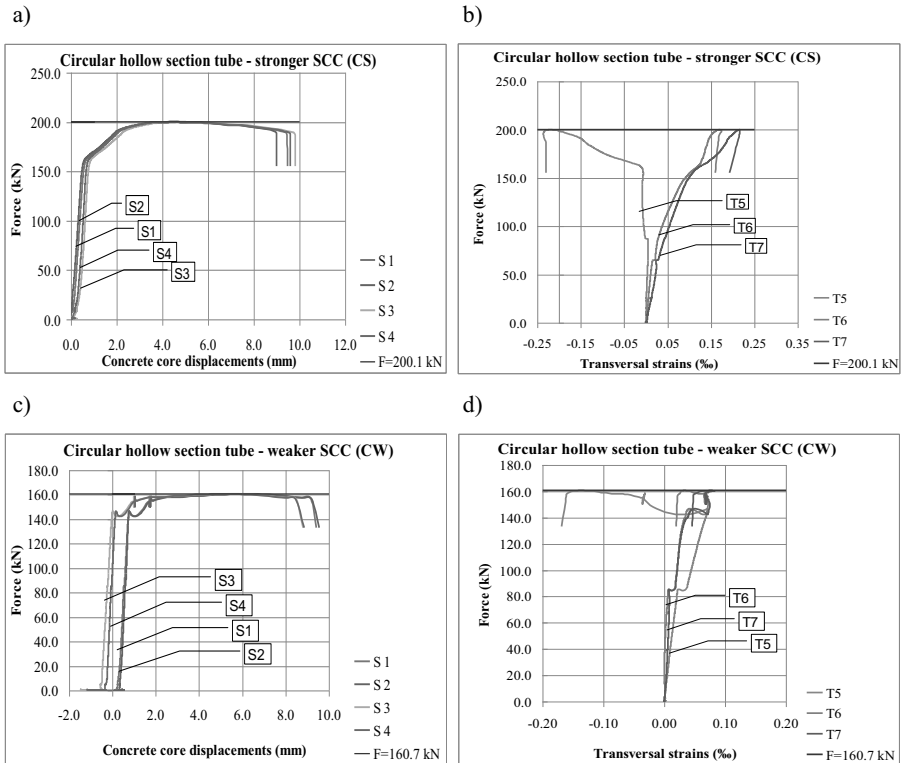 a)
Circular hollow section tube - stronger SCC (CS)
250.0
200.0
150.0
100.0
50.0
0.0
0.0 2.0 4.0 6.0 8.0 10.0 12.0
Force (kN)
Concrete core displacements (mm)
S2
S1
S4
S3
S 1
S 2
S 3
S 4
F=200.1 kN
b)
Circular hollow section tube - stronger SCC (CS)
250.0
200.0
150.0
100.0
50.0
0.0
-0.25 -0.15 -0.05 0.05 0.15 0.25 0.35
Force (kN)
Transversal strains (‰)
T5
T6
T7
T5
T6
T7
F=200.1 kN
c)
Circular hollow section tube - weaker SCC (CW)
180.0
160.0
140.0
120.0
100.0
80.0
60.0
40.0
20.0
0.0
-2.0 0.0 2.0 4.0 6.0 8.0 10.0
Force (kN)
Concrete core displacements (mm)
S3
S4
S1
S2
S 1
S 2
S 3
S 4
F=160.7 kN
d)
Circular hollow section tube - weaker SCC (CW)
180.0
160.0
140.0
120.0
100.0
80.0
60.0
40.0
20.0
0.0
-0.20 -0.10 0.00 0.10 0.20
Force (kN)
Transversal strains (‰)
T6
T7
T5
T5
T6
T7
F=160.7 kN